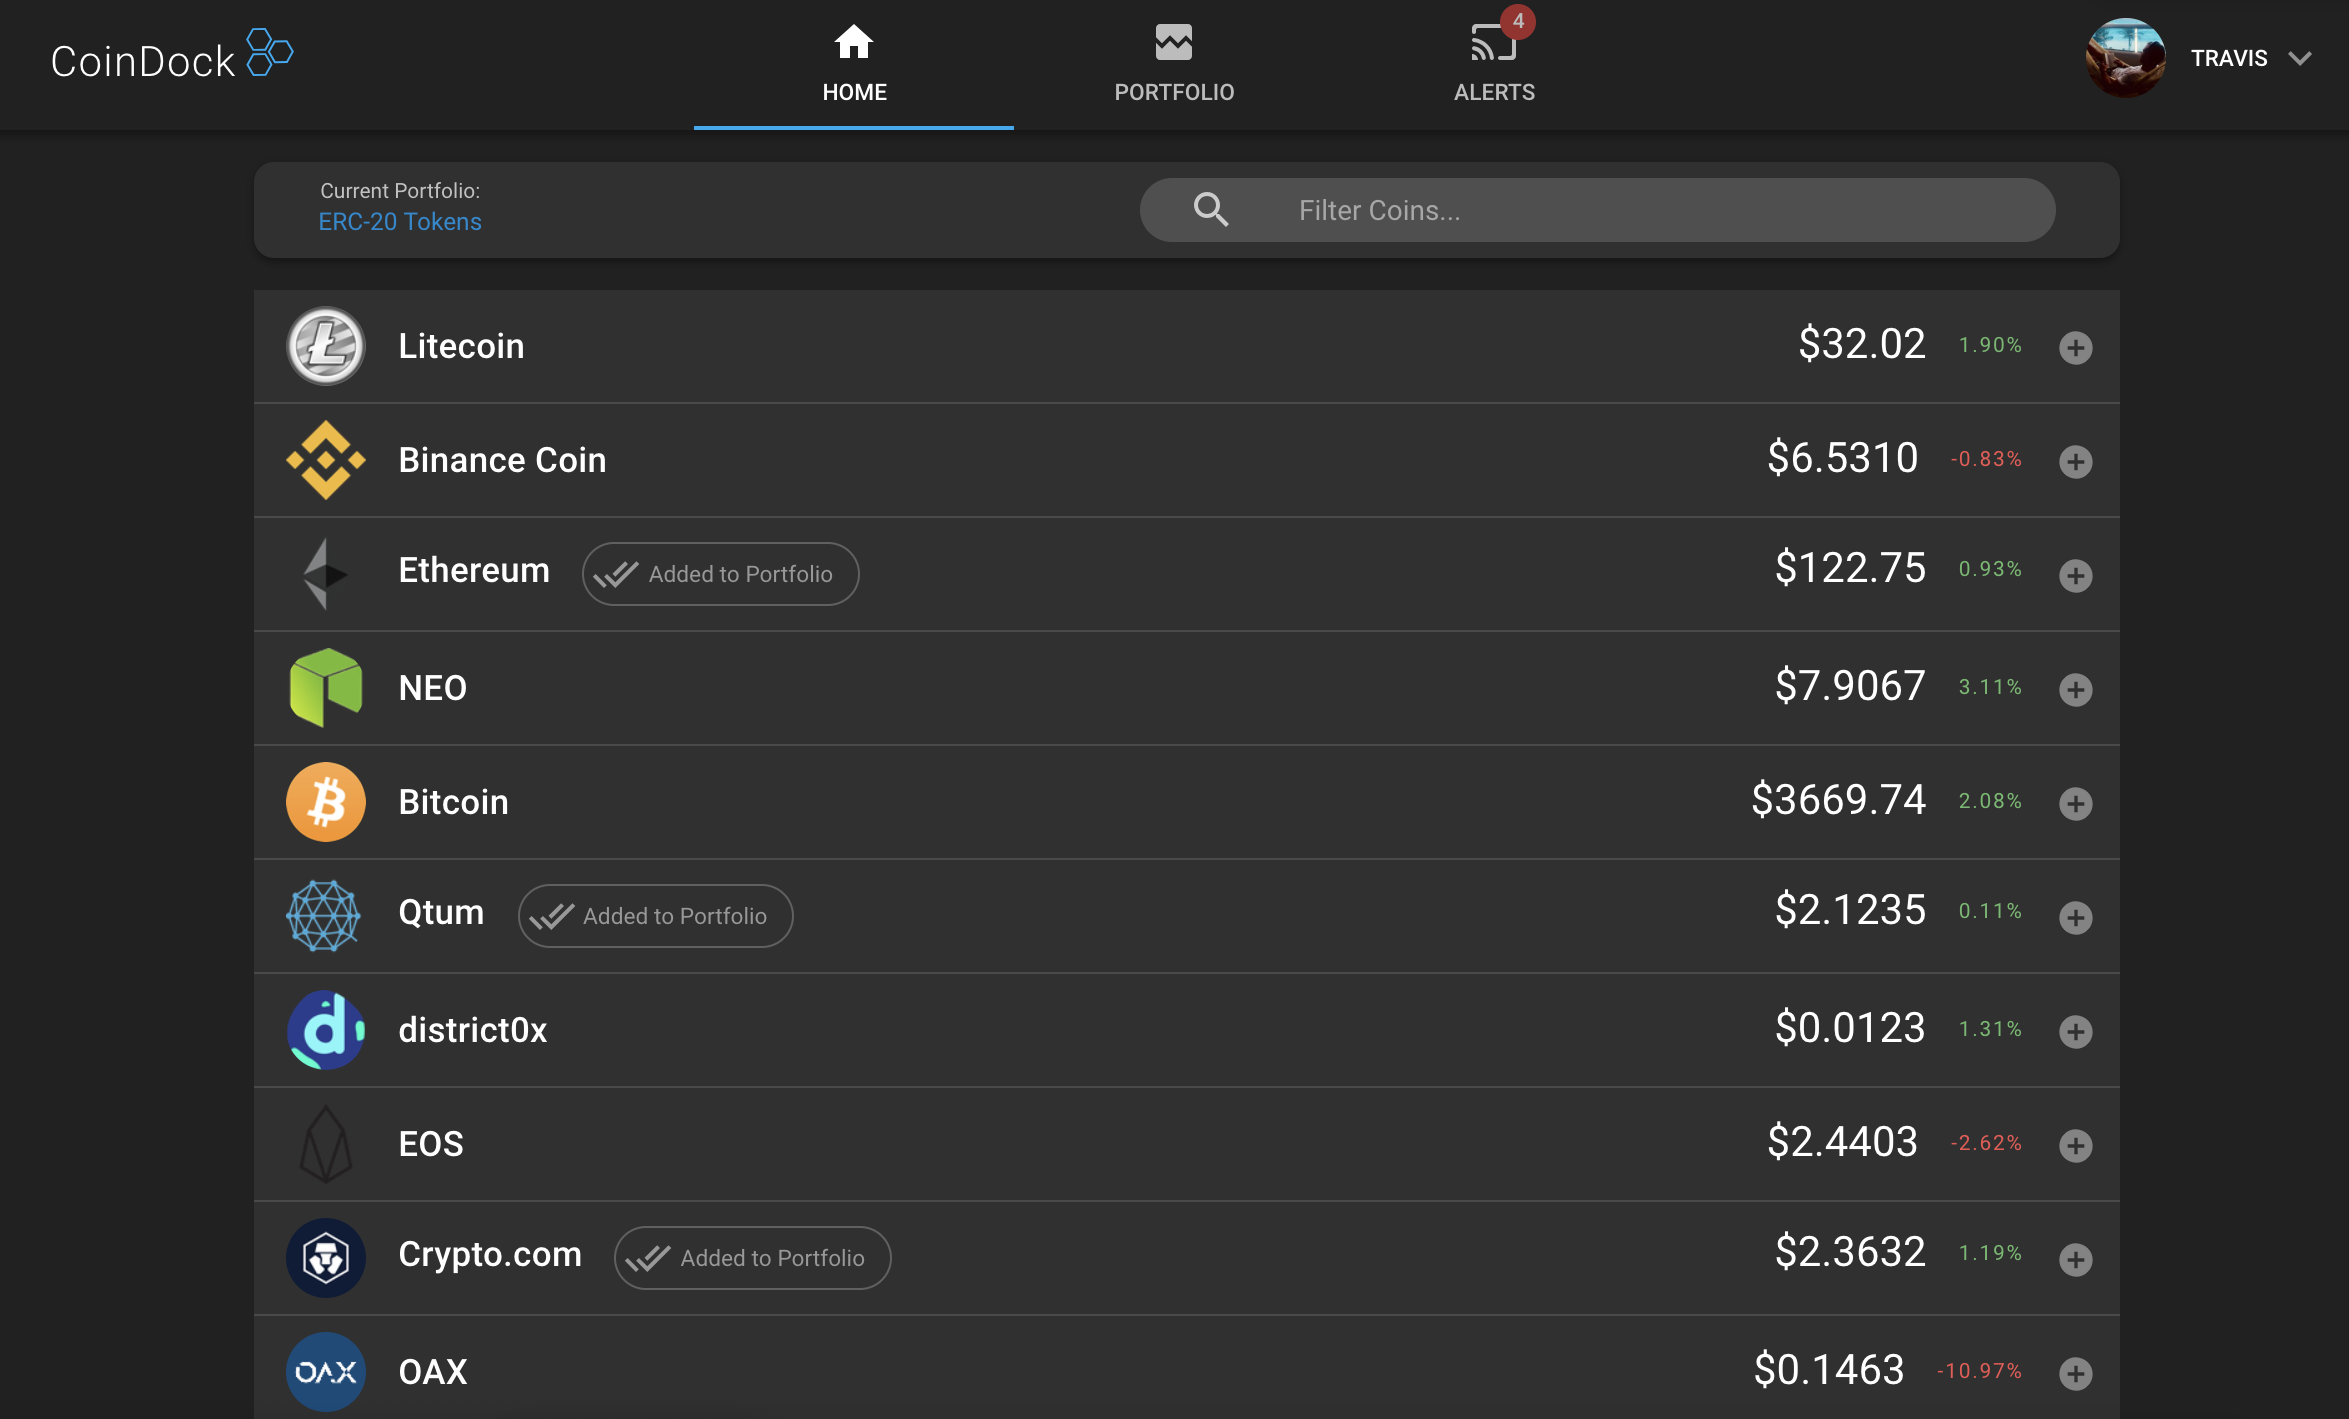 CoinDock
HOME
PORTFOLIO
4
ALERTS
TRAVIS
Current Portfolio:
ERC-20 Tokens
Filter Coins...
Litecoin $32.02 1.90%
Binance Coin $6.5310 -0.83%
Ethereum Added to Portfolio $122.75 0.93%
NEO $7.9067 3.11%
Bitcoin $3669.74 2.08%
Qtum Added to Portfolio $2.1235 0.11%
district0x $0.0123 1.31%
EOS $2.4403 -2.62%
Crypto.com Added to Portfolio $2.3632 1.19%
OAX OAX $0.1463 -10.97%